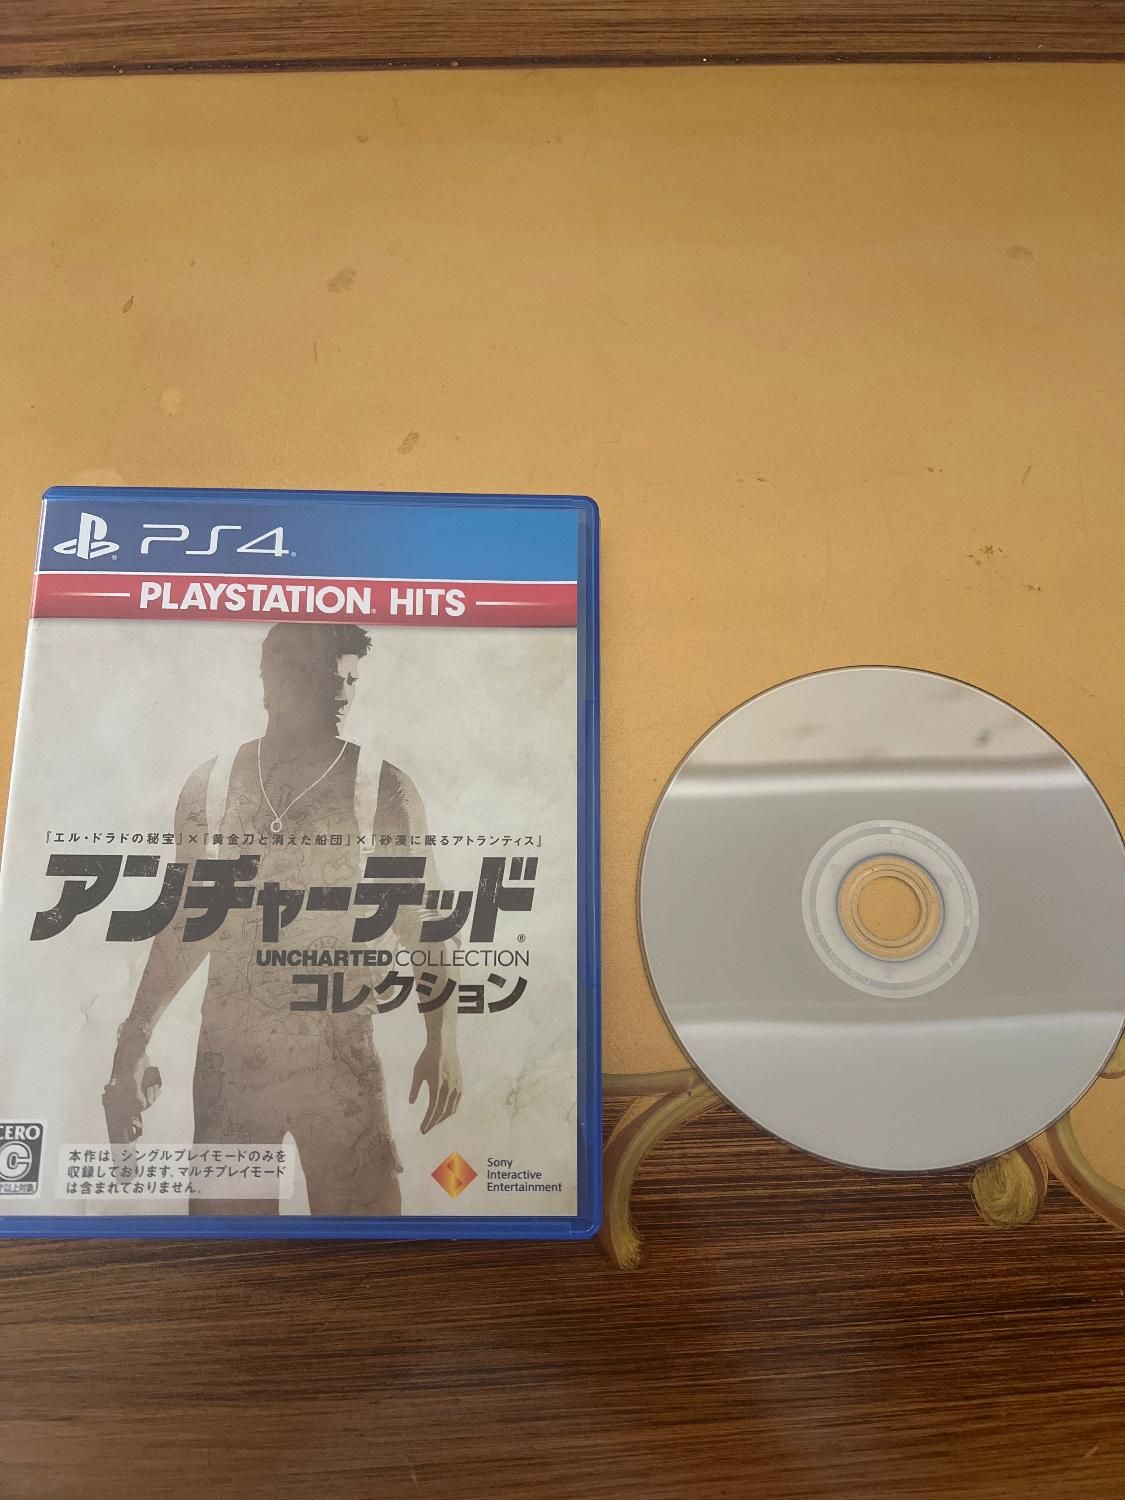 PS4
PLAYSTATION HITS
『エル・ドラドの秘宝』×『黄金刀と消えた船団』×『砂漠に眠るアトランティス』
アンチャーテッド
UNCHARTED COLLECTION
コレクション
CERO
C
本作は、シングルプレイモードのみを
収録しております。マルチプレイモード
は含まれておりません。
Sony
Interactive
Entertainment